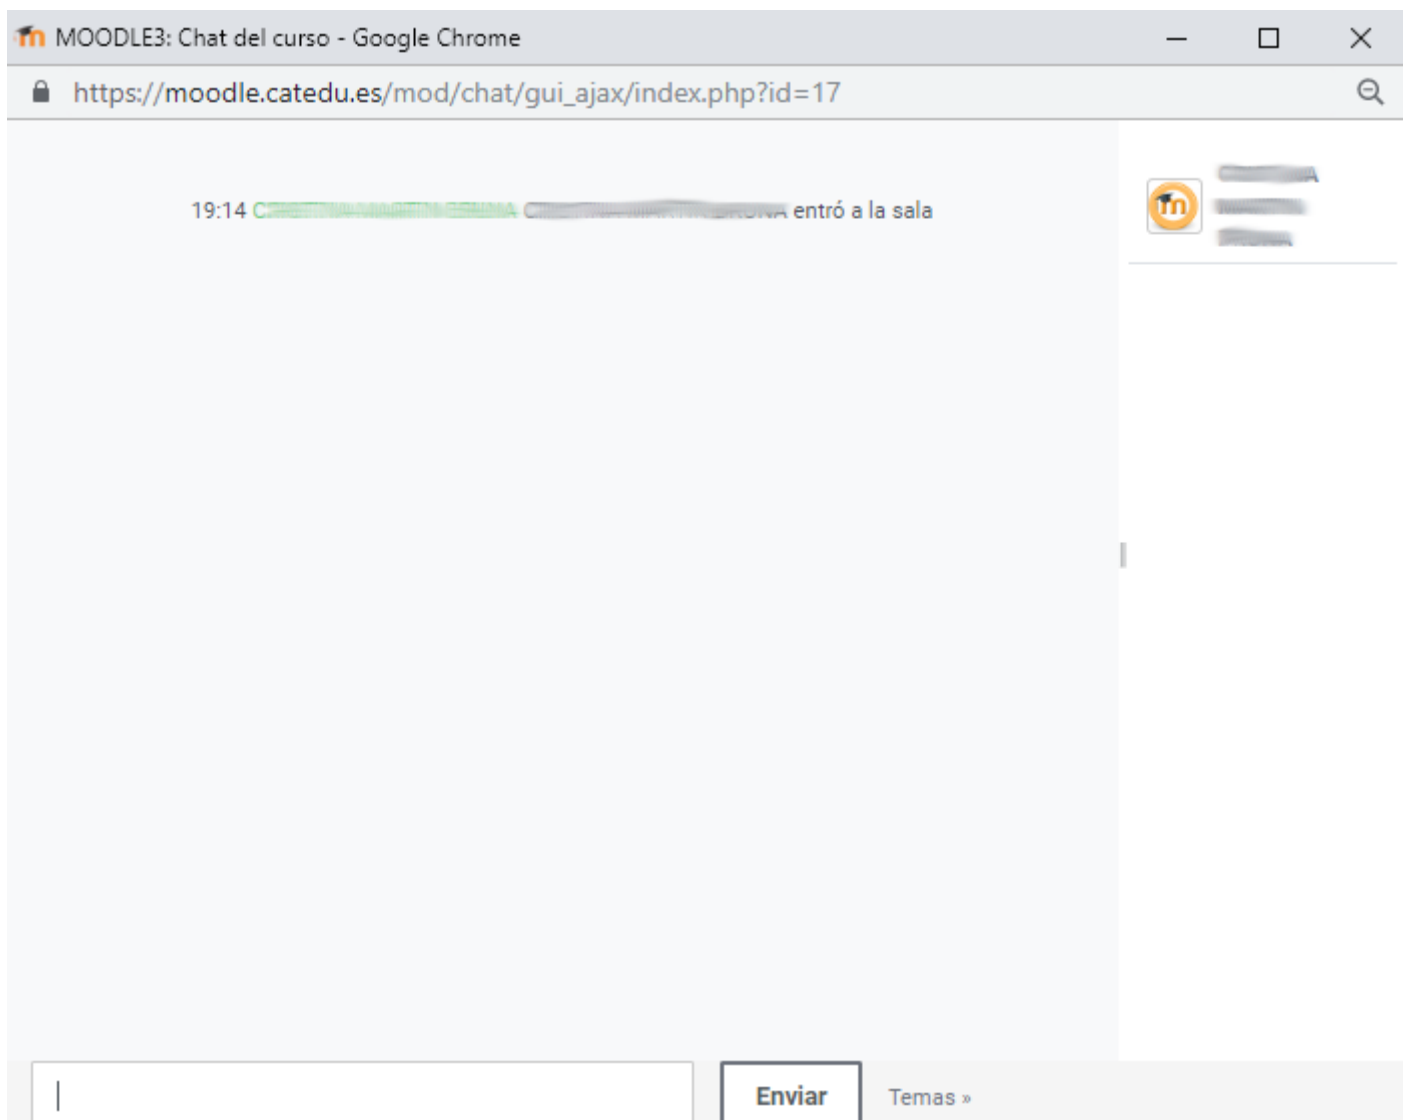 MOODLE3: Chat del curso - Google Chrome
https://moodle.catedu.es/mod/chat/gui_ajax/index.php?id=17
19:14 entró a la sala
Enviar Temas »